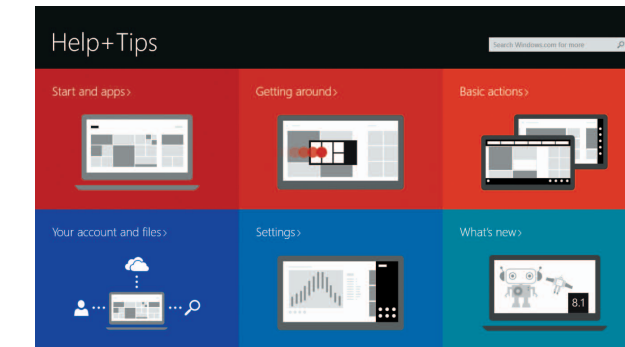 Help+Tips
Search Windows.com for more
Start and apps›
Getting around›
Basic actions›
Your account and files›
Settings›
What's new›
8.1